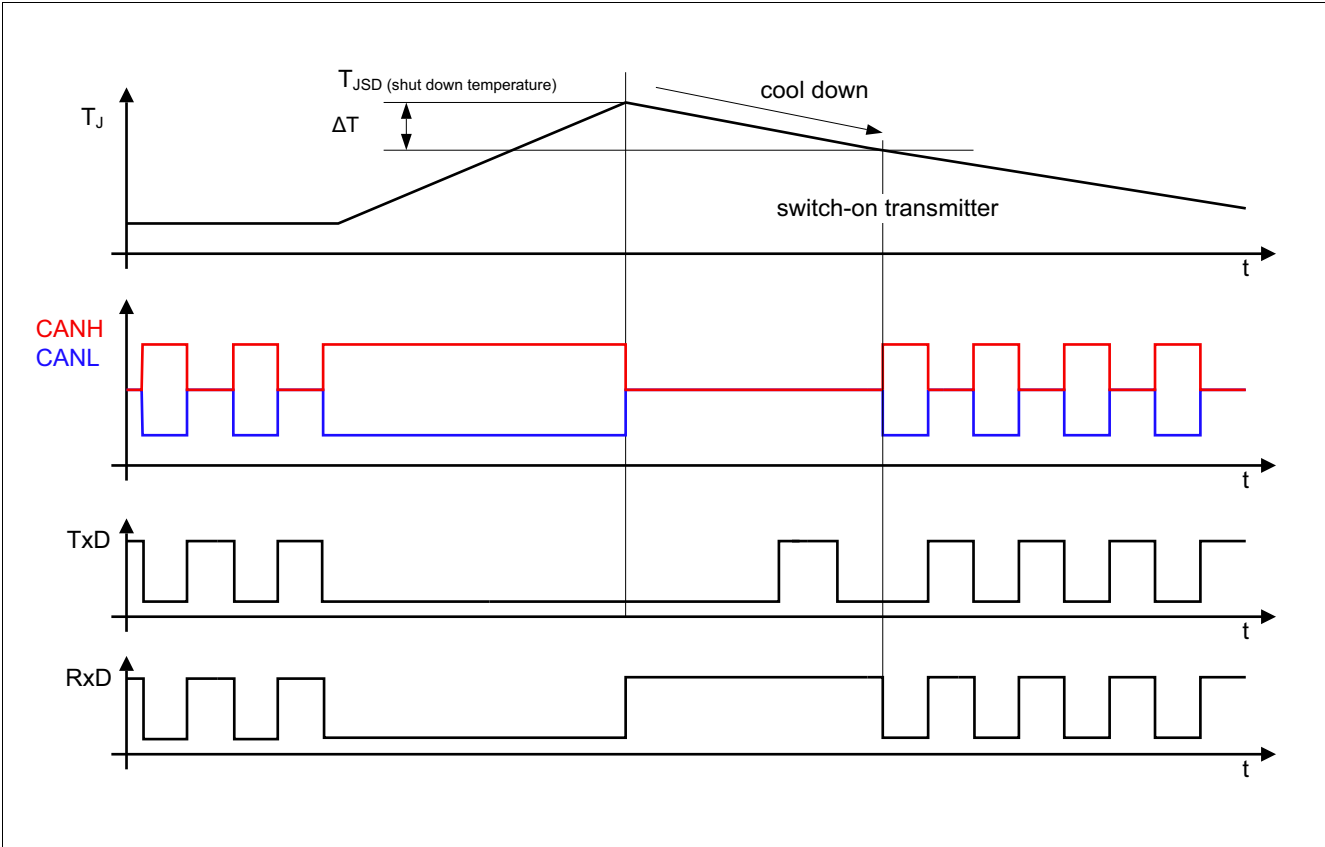 T_JSD (shut down temperature)
cool down
T_J
ΔT
switch-on transmitter
t
CANH
CANL
t
TxD
t
RxD
t